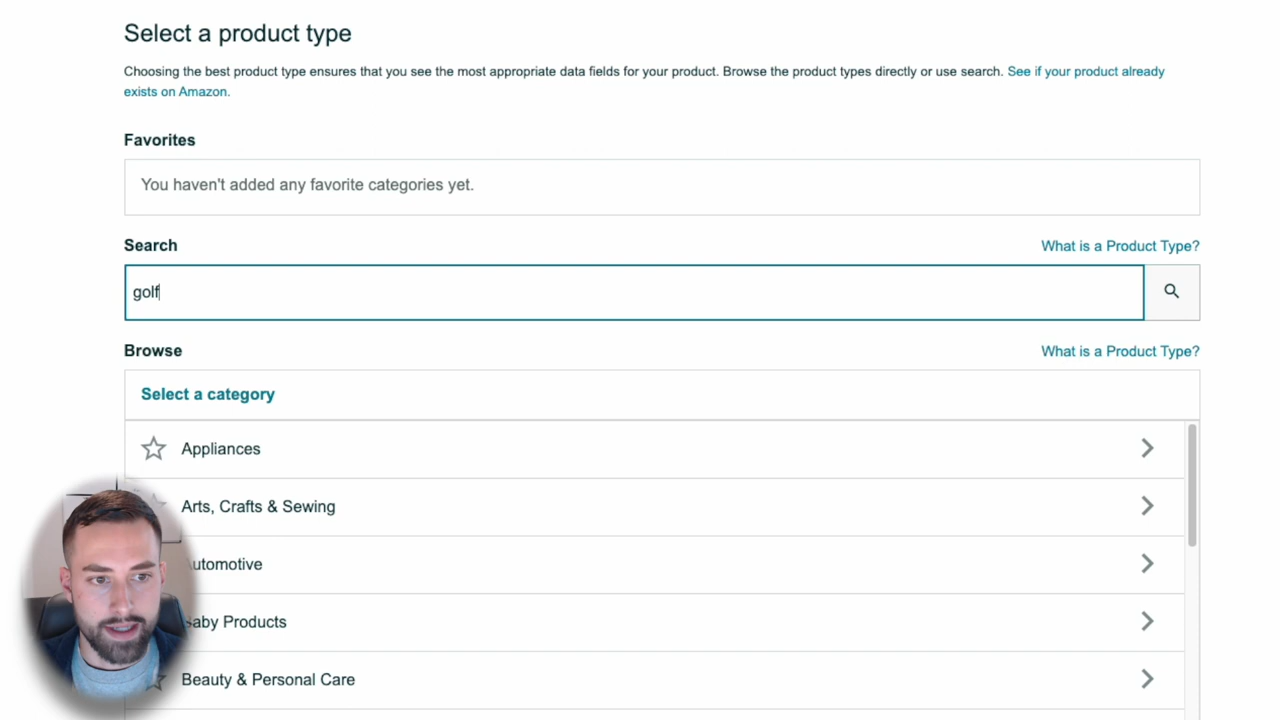 Select a product type
Choosing the best product type ensures that you see the most appropriate data fields for your product. Browse the product types directly or use search. See if your product already
exists on Amazon.
Favorites
You haven't added any favorite categories yet.
Search
What is a Product Type?
golf
Browse
What is a Product Type?
Select a category
Appliances
Arts, Crafts & Sewing
utomotive
aby Products
Beauty & Personal Care